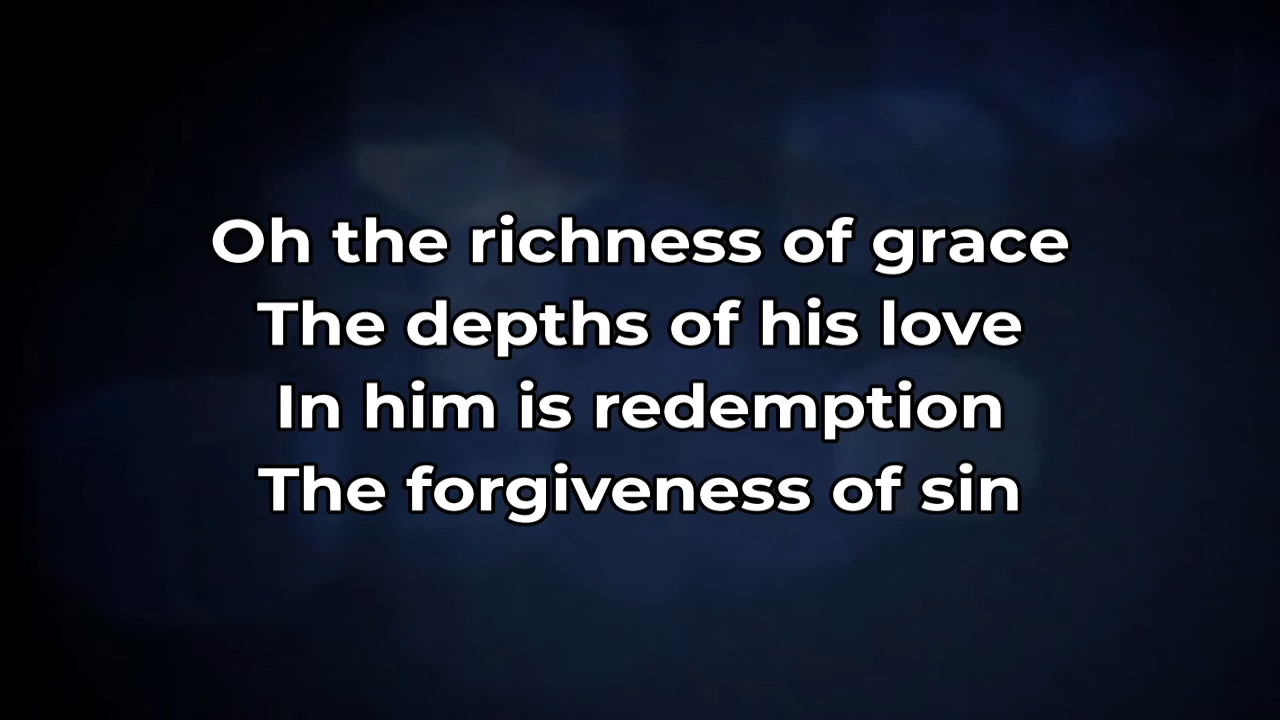 Oh the richness of grace
The depths of his love
In him is redemption
The forgiveness of sin